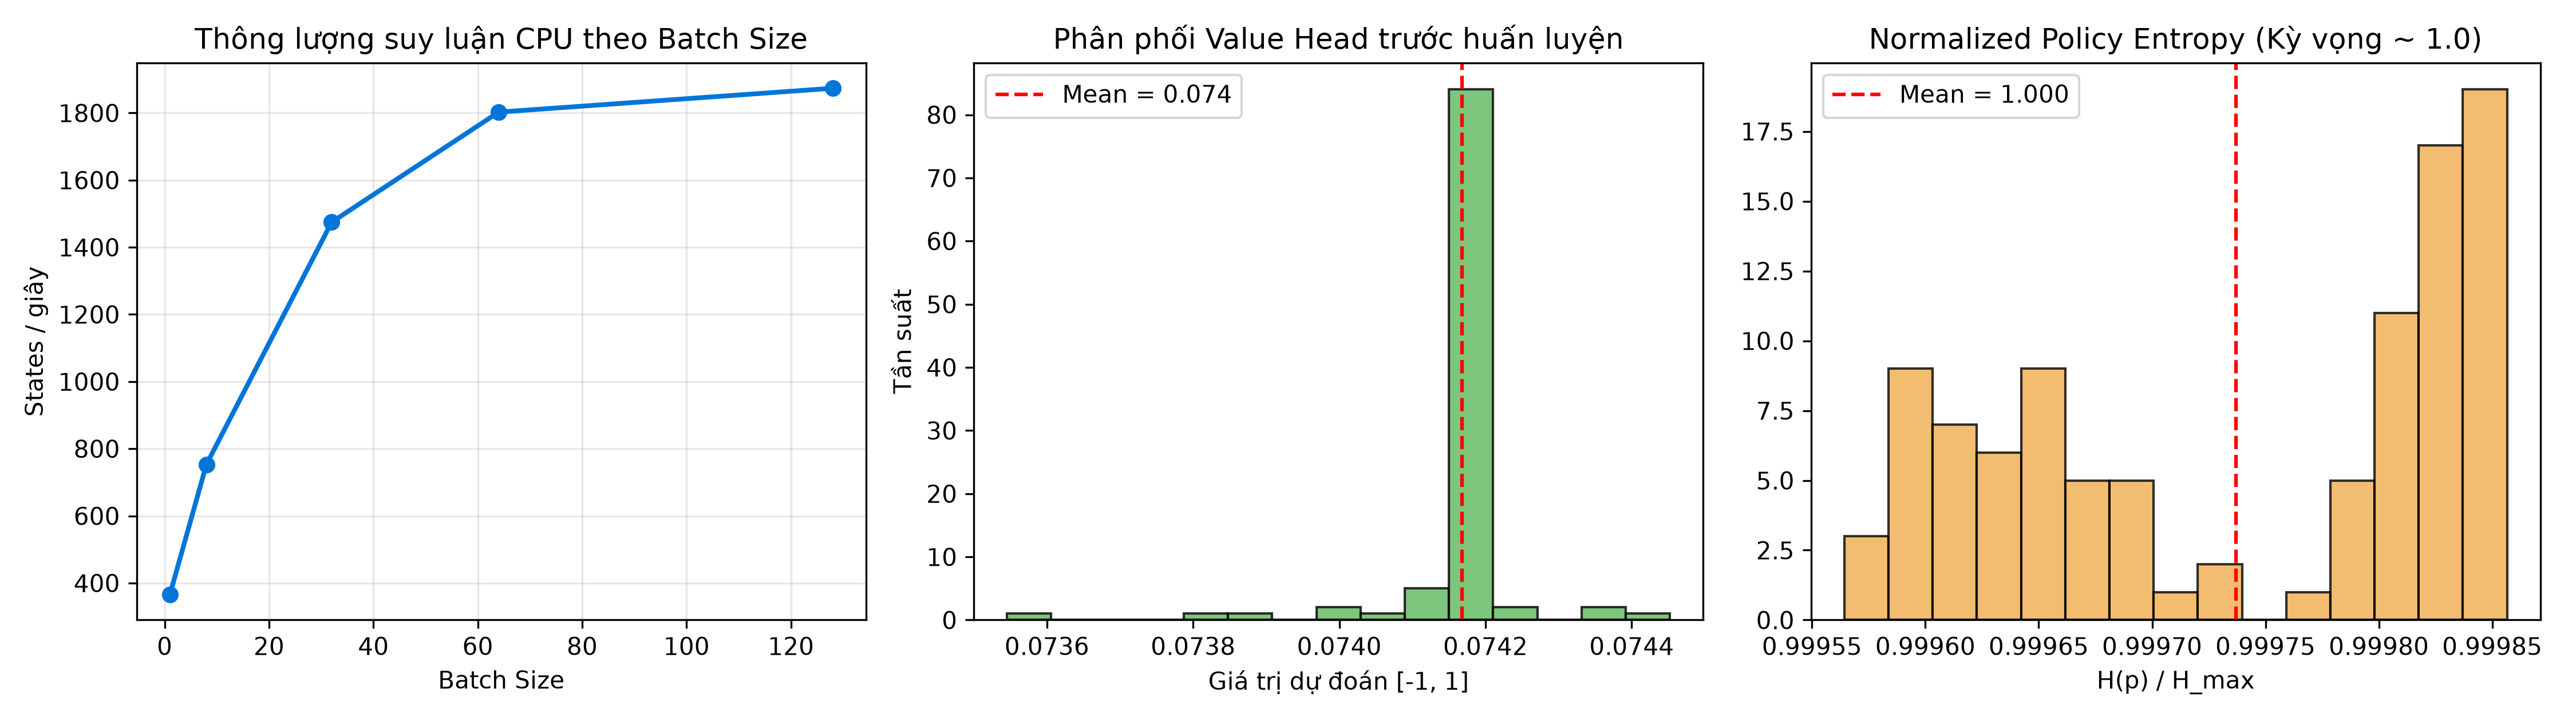 Thông lượng suy luận CPU theo Batch Size
States / giây
1800
1600
1400
1200
1000
800
600
400
0 20 40 60 80 100 120
Batch Size
Phân phối Value Head trước huấn luyện
Mean = 0.074
Tần suất
80
70
60
50
40
30
20
10
0
0.0736 0.0738 0.0740 0.0742 0.0744
Giá trị dự đoán [-1, 1]
Normalized Policy Entropy (Kỳ vọng ~ 1.0)
Mean = 1.000
17.5
15.0
12.5
10.0
7.5
5.0
2.5
0.0
0.99955 0.99960 0.99965 0.99970 0.99975 0.99980 0.99985
H(p) / H_max